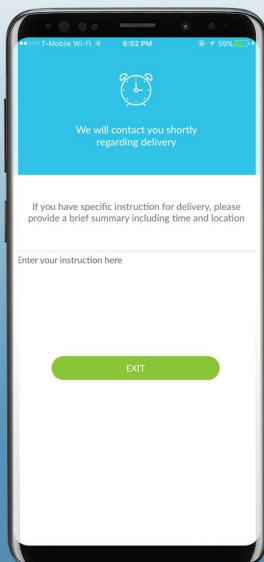 T-Mobile Wi-Fi 6:52 PM 59%
We will contact you shortly
regarding delivery
If you have specific instruction for delivery, please
provide a brief summary including time and location
Enter your instruction here
EXIT